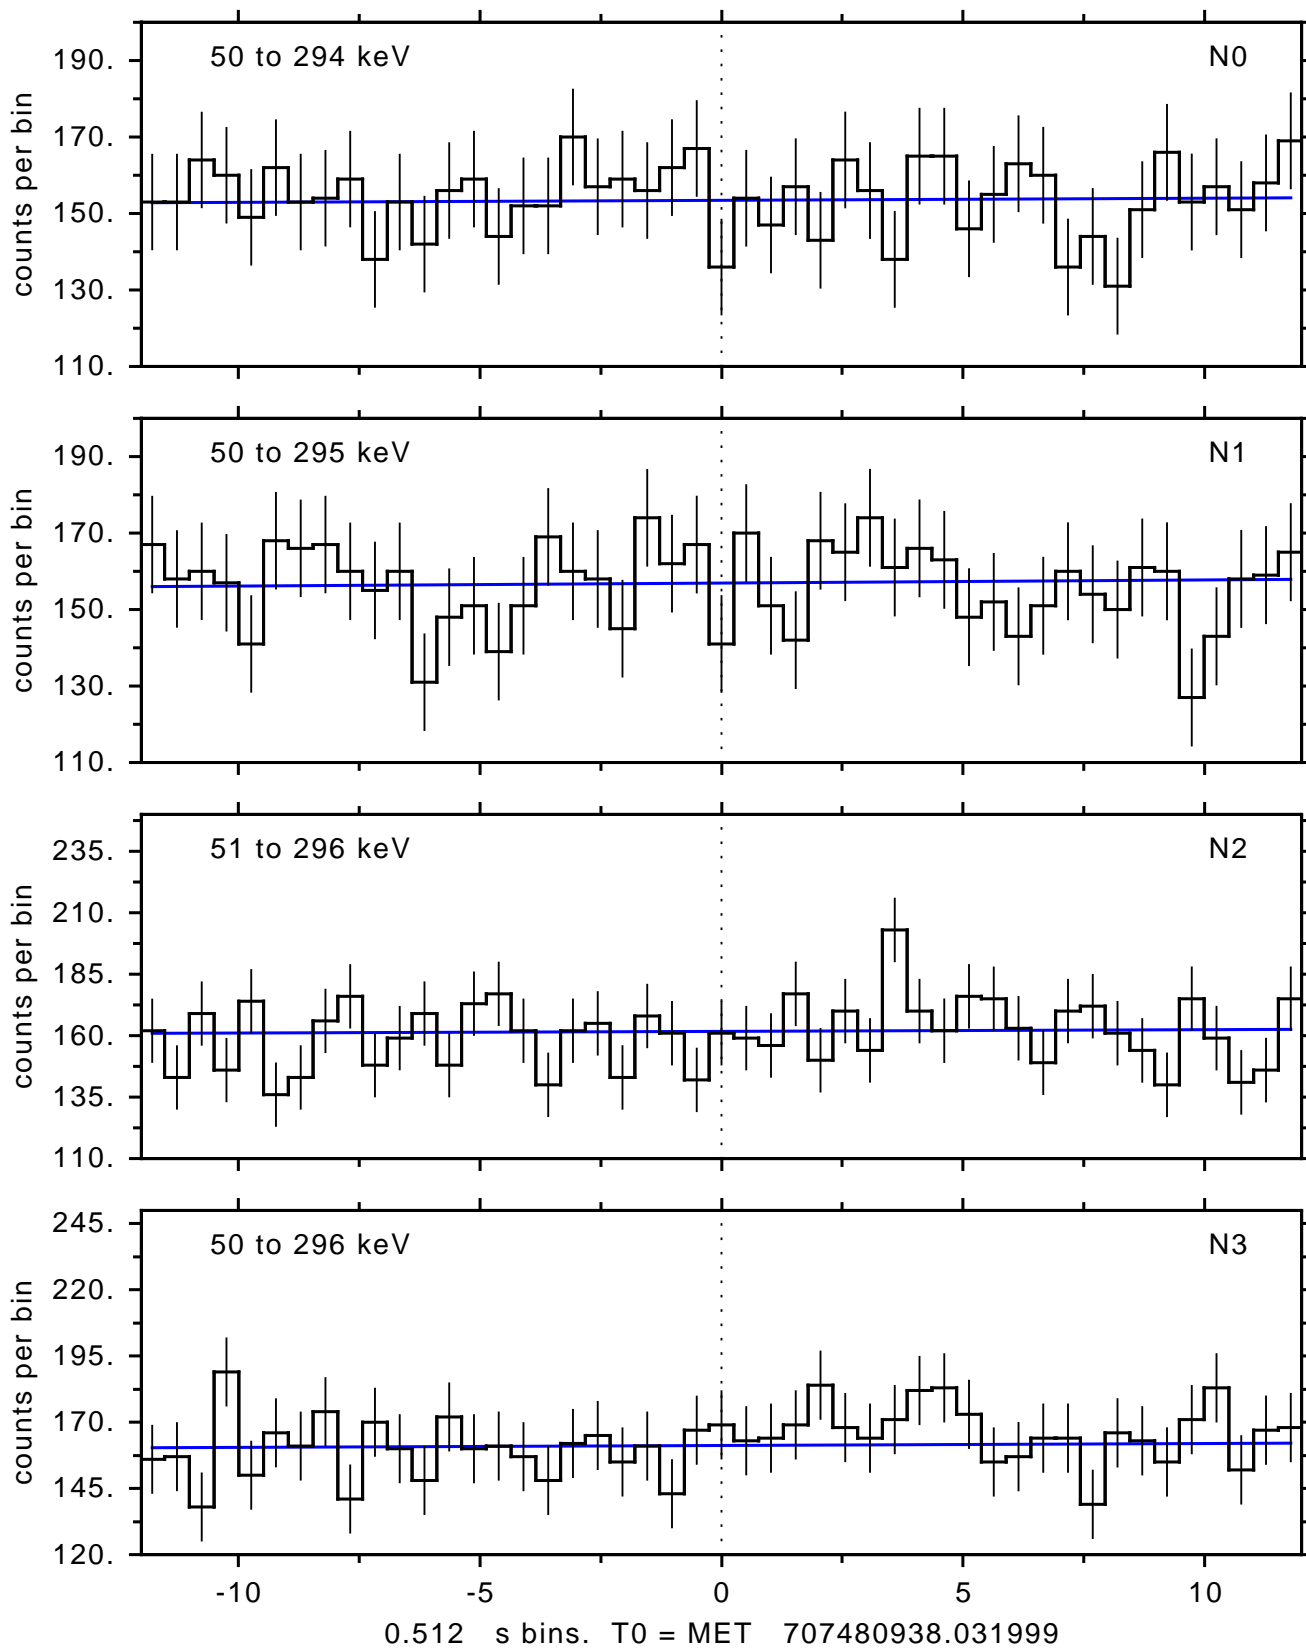 50 to 294 keV N0
190.
170.
150.
130.
110.
counts per bin
50 to 295 keV N1
190.
170.
150.
130.
110.
counts per bin
51 to 296 keV N2
235.
210.
185.
160.
135.
110.
counts per bin
50 to 296 keV N3
245.
220.
195.
170.
145.
120.
counts per bin
-10 -5 0 5 10
0.512 s bins. T0 = MET 707480938.031999